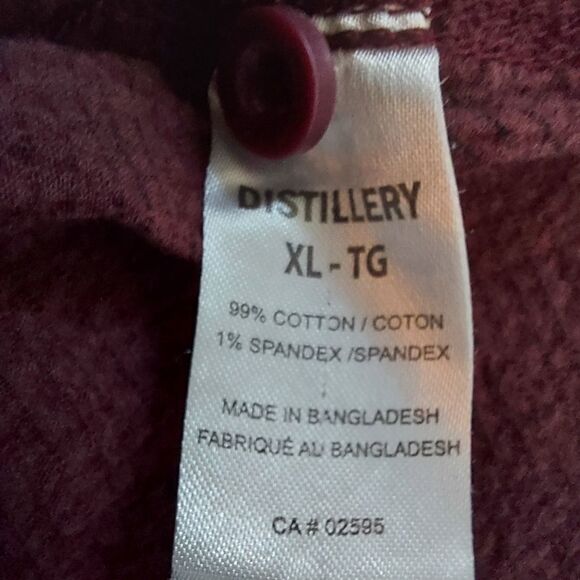 DISTILLERY
XL - TG
99% COTTON / COTON
1% SPANDEX /SPANDEX
MADE IN BANGLADESH
FABRIQUÉ AU BANGLADESH
CA # 02595